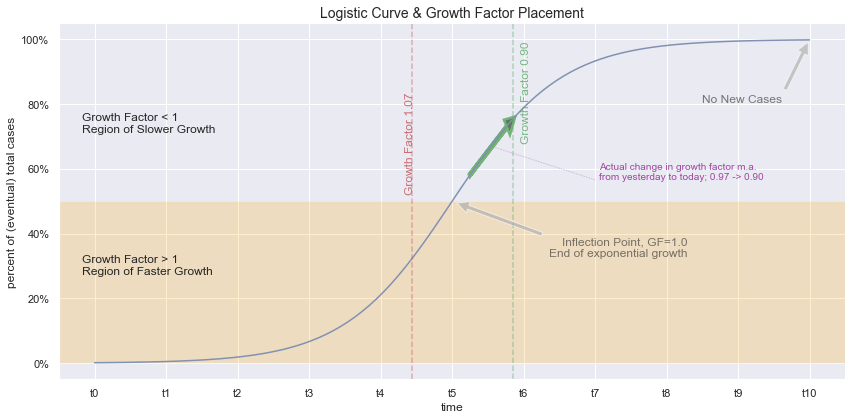 Logistic Curve & Growth Factor Placement
percent of (eventual) total cases
100%
80%
60%
40%
20%
0%
Growth Factor < 1
Region of Slower Growth
Growth Factor > 1
Region of Faster Growth
Growth Factor 1.07
Growth Factor 0.90
No New Cases
Actual change in growth factor m.a.
from yesterday to today; 0.97 -> 0.90
Inflection Point, GF=1.0
End of exponential growth
t0 t1 t2 t3 t4 t5 t6 t7 t8 t9 t10
time